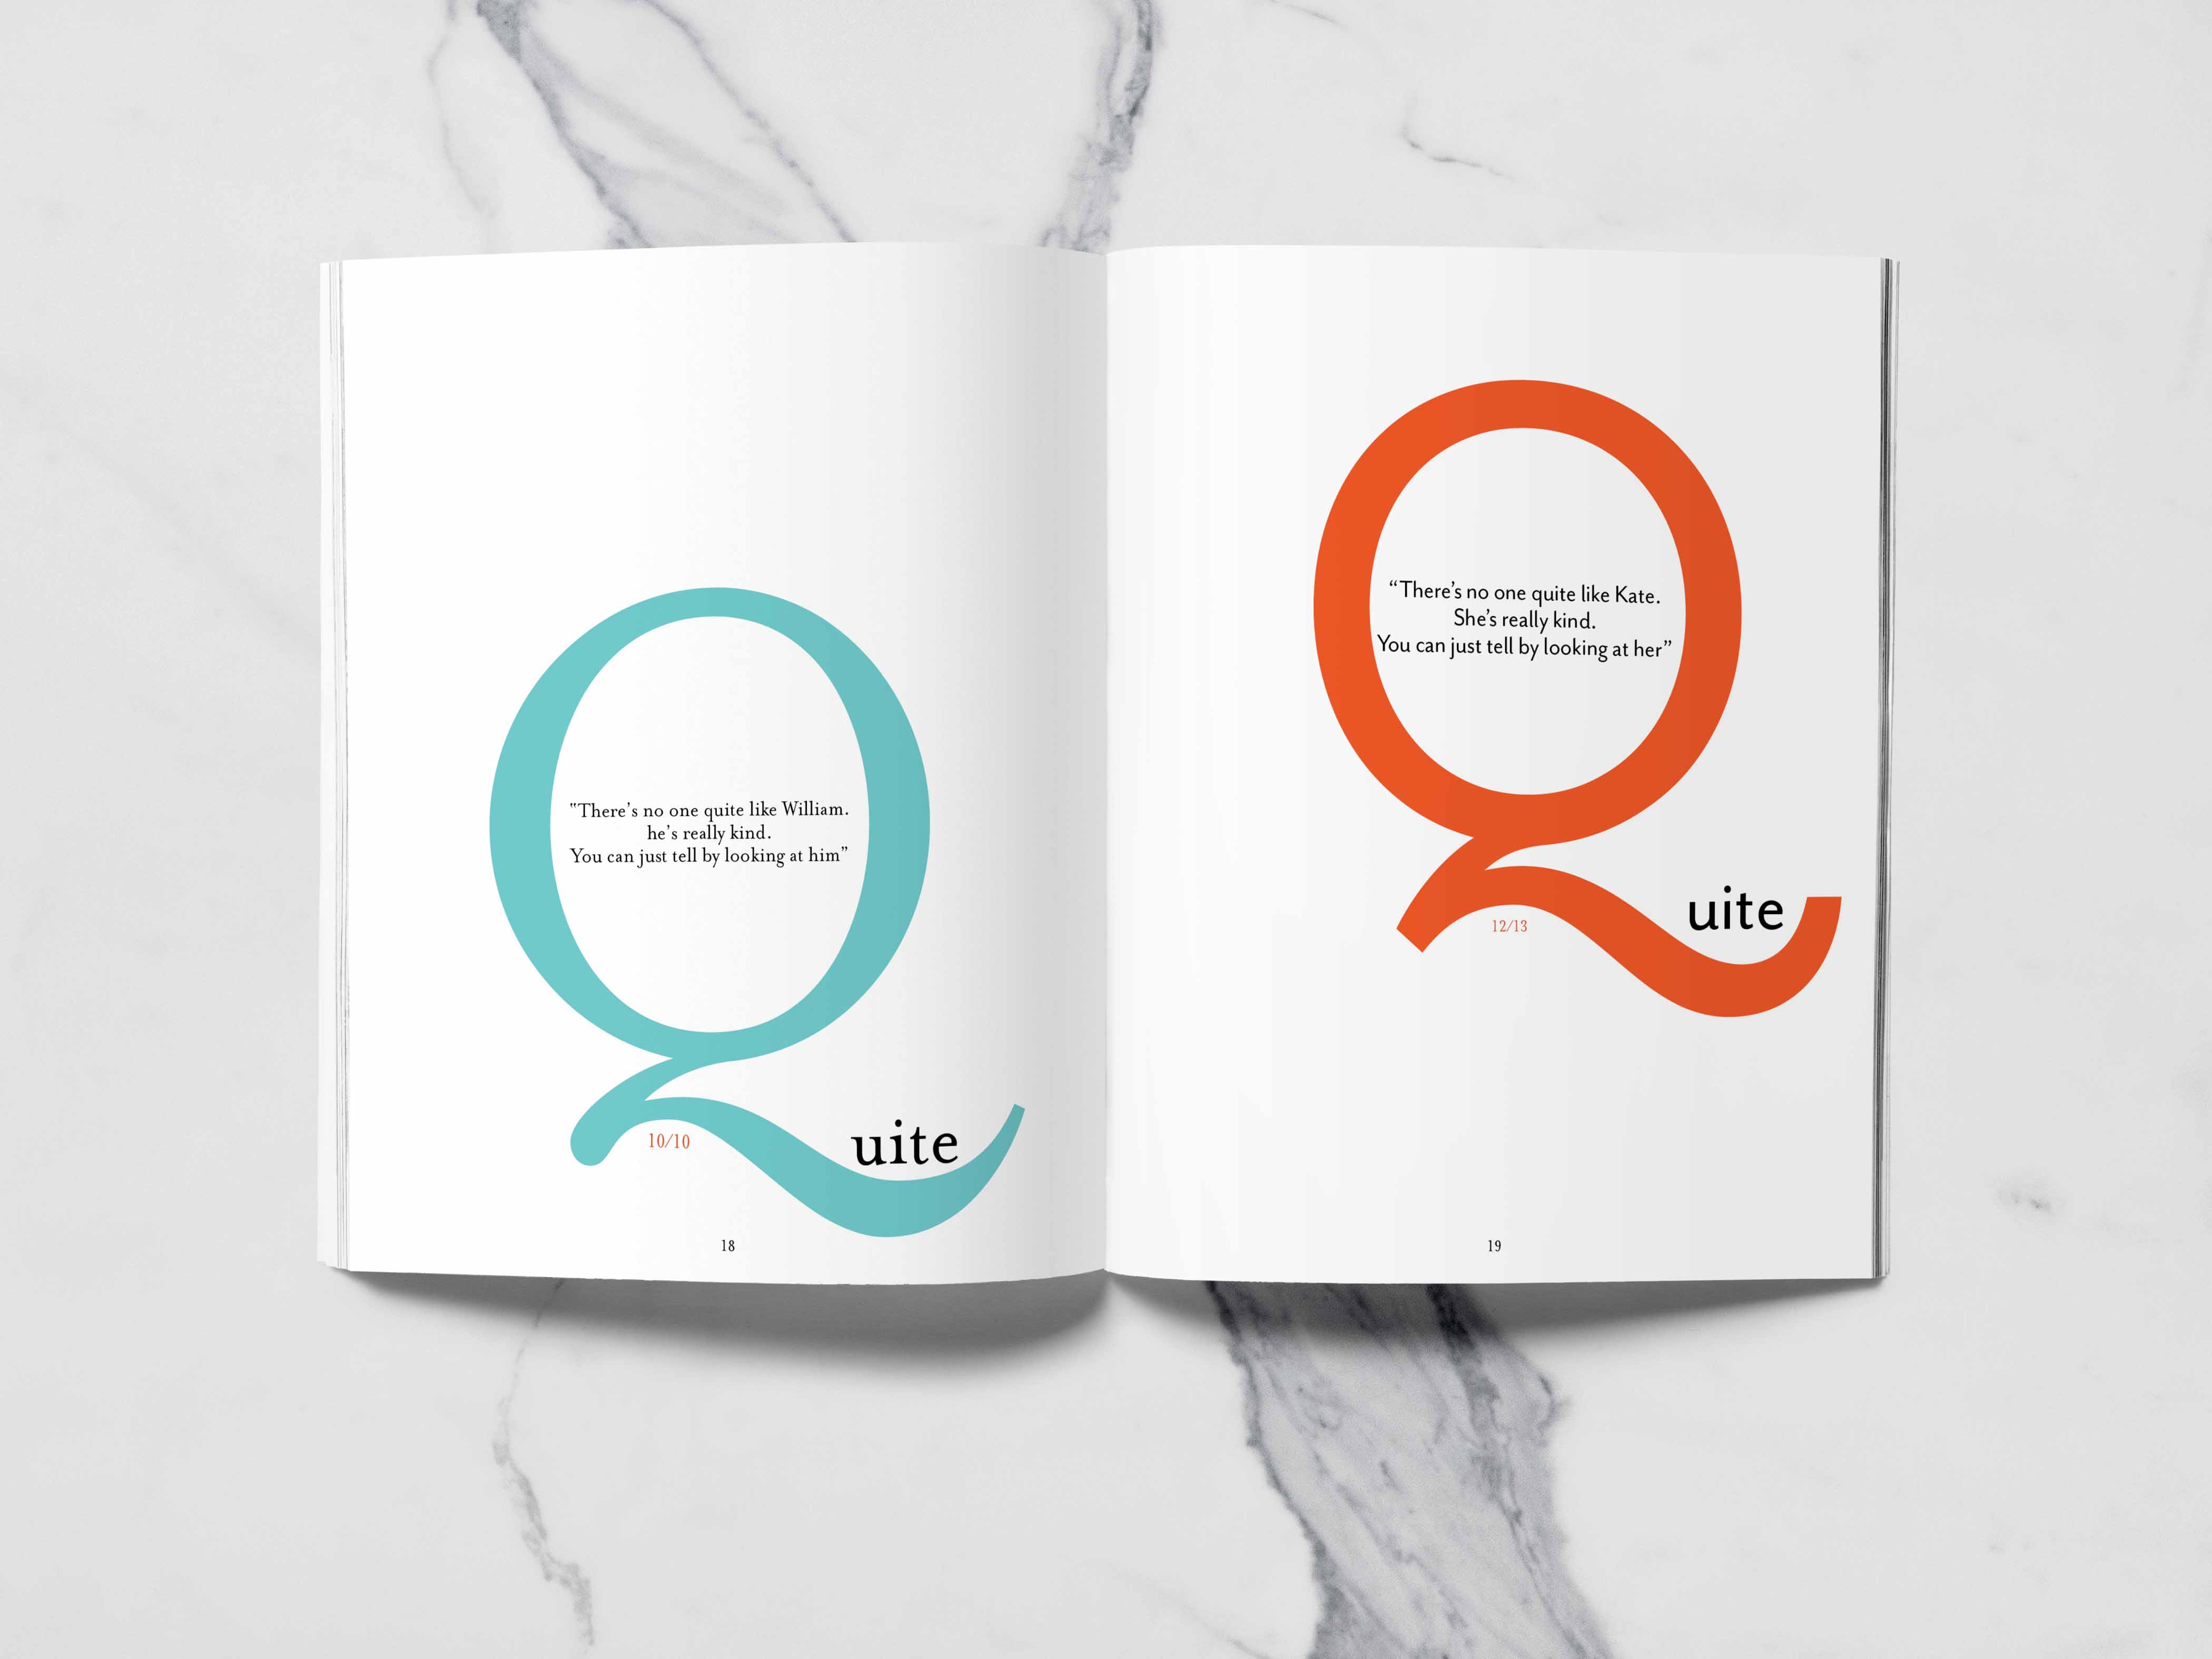 "There's no one quite like William.
he's really kind.
You can just tell by looking at him”
Quite
10/10
18
“There's no one quite like Kate.
She's really kind.
You can just tell by looking at her”
Quite
12/13
19